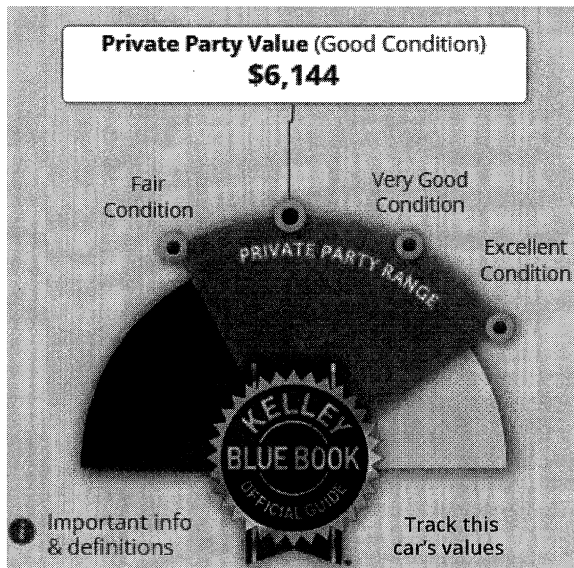 Private Party Value (Good Condition)
$6,144
Fair
Condition
Very Good
Condition
Excellent
Condition
PRIVATE PARTY RANGE
KELLEY
BLUE BOOK
OFFICIAL GUIDE
Important info
& definitions
Track this
car's values